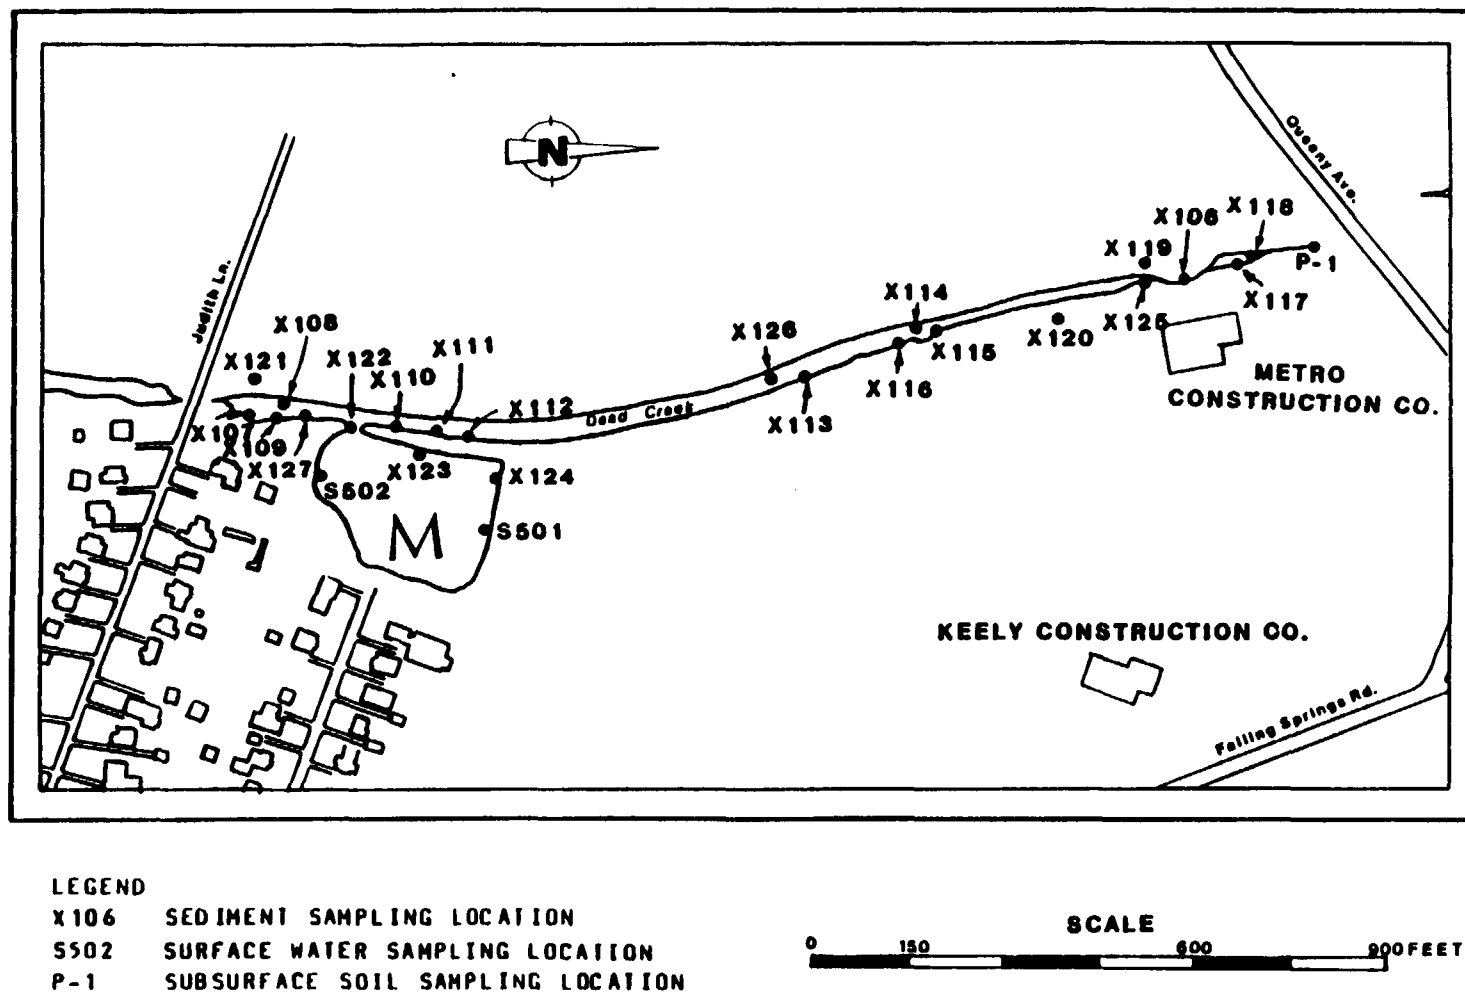 Queeny Ave.
N
X118
X106
X119
P-1
Judith Ln.
X117
X114
X108
X125
X120
X126
X111
X115
X122
X121
X110
X116
METRO
CONSTRUCTION CO.
X112
Dead Creek
X113
X107
X109
X127
X123
X124
S502
M
S501
KEELY CONSTRUCTION CO.
Falling Springs Rd.
LEGEND
X106 SEDIMENT SAMPLING LOCATION
S502 SURFACE WATER SAMPLING LOCATION
P-1 SUBSURFACE SOIL SAMPLING LOCATION
SCALE
0 150 600 900 FEET